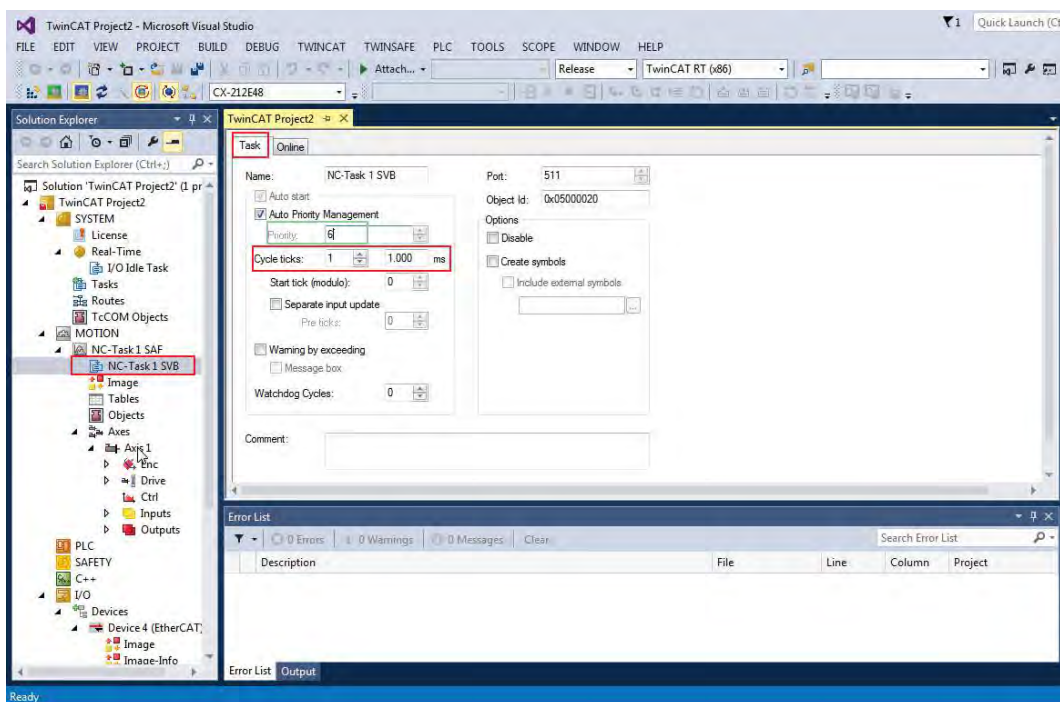 TwinCAT Project2 - Microsoft Visual Studio
1
Quick Launch (Ct
FILE EDIT VIEW PROJECT BUILD DEBUG TWINCAT TWINSAFE PLC TOOLS SCOPE WINDOW HELP
Attach...
Release
TwinCAT RT (x86)
CX-212E48
Solution Explorer
TwinCAT Project2
Search Solution Explorer (Ctrl+;)
Solution 'TwinCAT Project2' (1 pr
TwinCAT Project2
SYSTEM
License
Real-Time
I/O Idle Task
Tasks
Routes
TcCOM Objects
MOTION
NC-Task 1 SAF
NC-Task 1 SVB
Image
Tables
Objects
Axes
Axis 1
Enc
Drive
Ctrl
Inputs
Outputs
PLC
SAFETY
C++
I/O
Devices
Device 4 (EtherCAT)
Image
Image-Info
Task
Online
Name: NC-Task 1 SVB
Port: 511
Auto start
Object Id: 0x05000020
Auto Priority Management
Options
Priority: 6
Disable
Cycle ticks: 1 1.000 ms
Create symbols
Start tick (modulo): 0
Include external symbols
Separate input update
...
Pre ticks: 0
Warning by exceeding
Message box
Watchdog Cycles: 0
Comment:
Error List
0 Errors
0 Warnings
0 Messages
Clear
Search Error List
Description
File
Line
Column
Project
Error List
Output
Ready